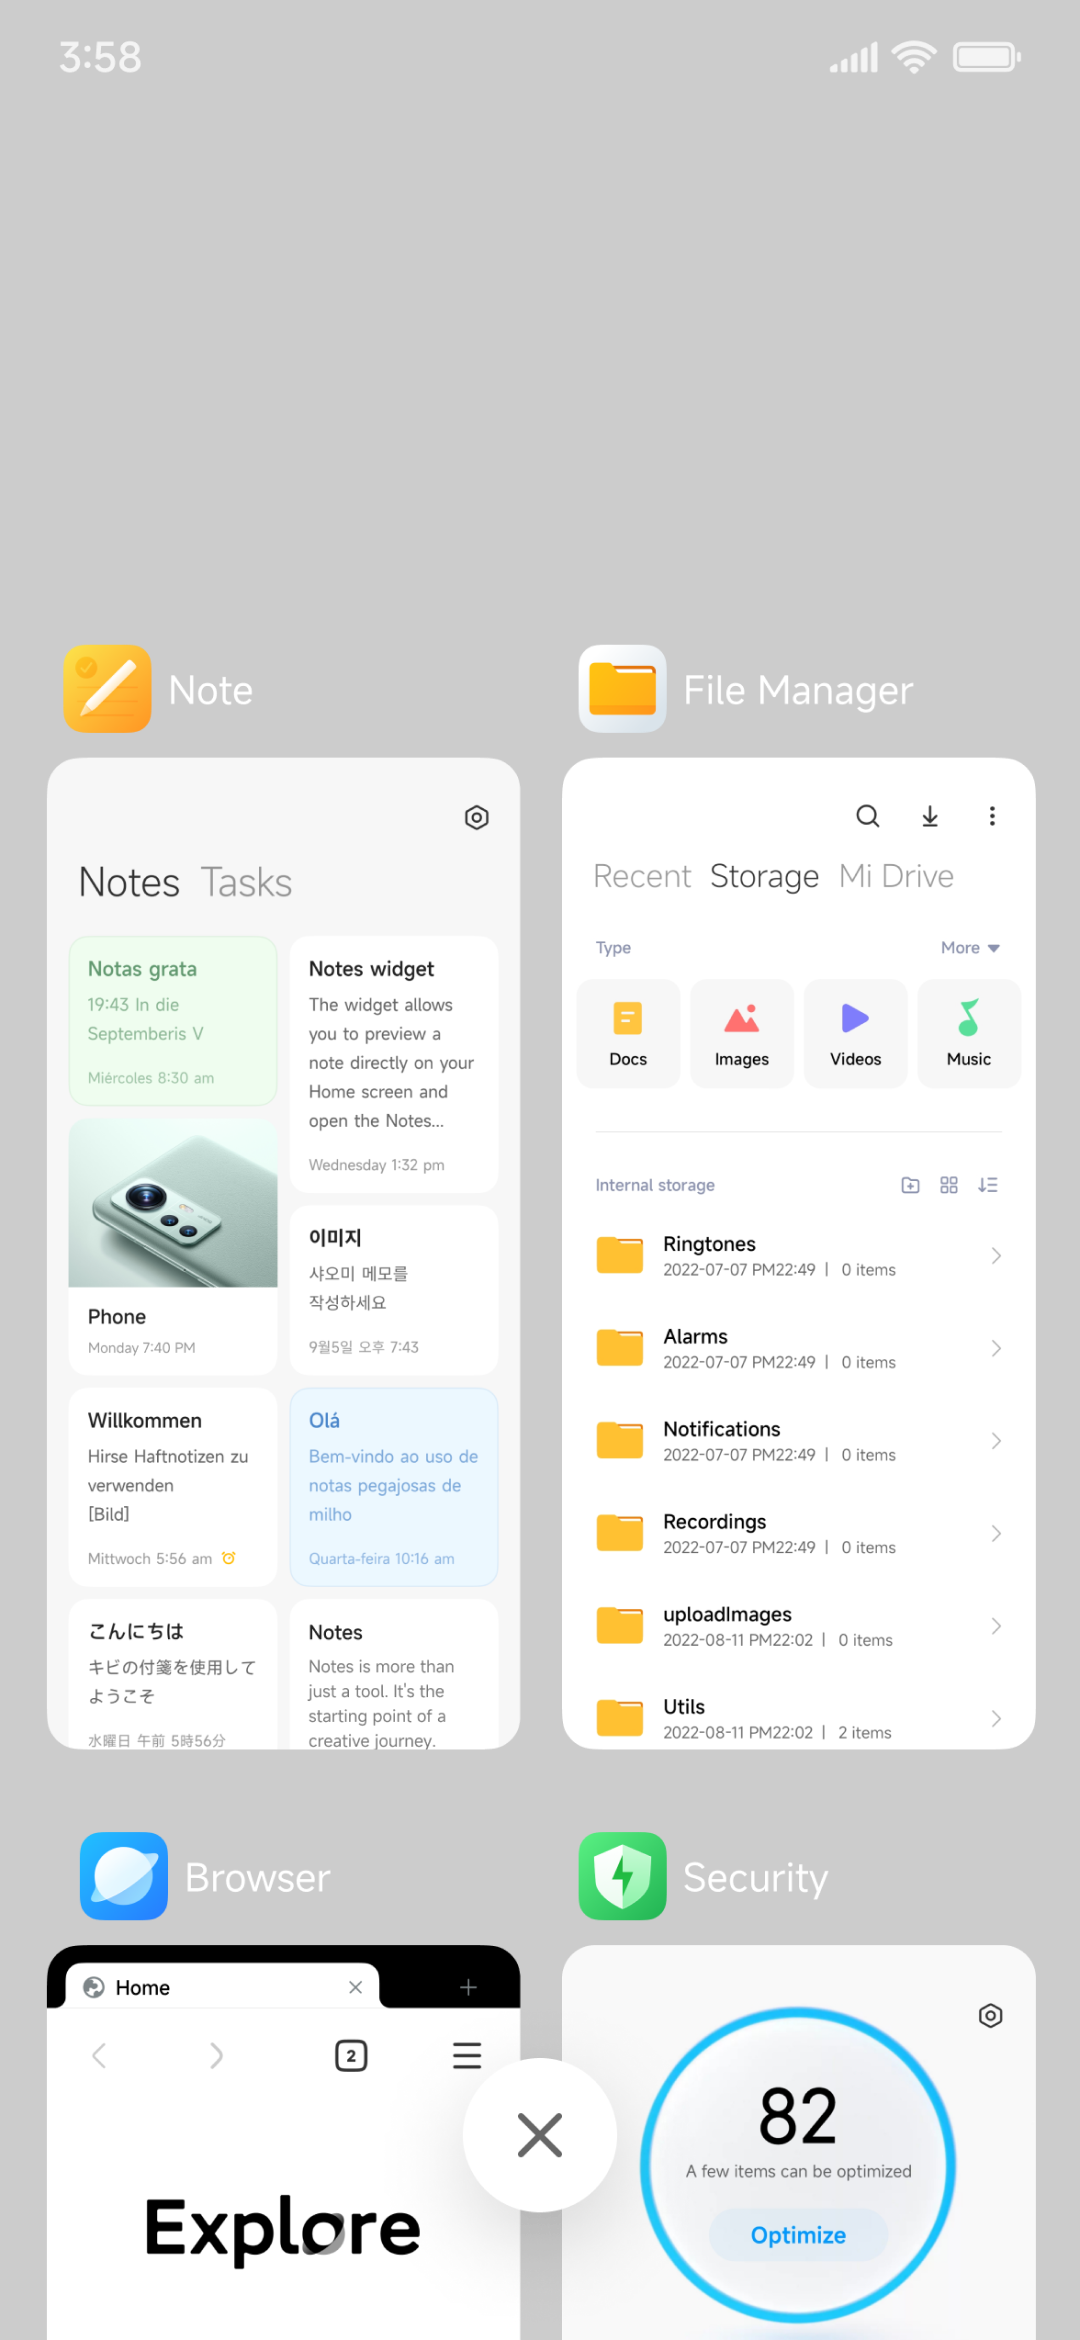 3:58
Note
Notes Tasks
Notas grata
19:43 In die
Septemberis V
Miércoles 8:30 am
Phone
Monday 7:40 PM
Willkommen
Hirse Haftnotizen zu
verwenden
[Bild]
Mittwoch 5:56 am
こんにちは
キビの付箋を使用して
ようこそ
水曜日 午前 5時56分
Notes widget
The widget allows
you to preview a
note directly on your
Home screen and
open the Notes...
Wednesday 1:32 pm
이미지
샤오미 메모를
작성하세요
9월5일 오후 7:43
Olá
Bem-vindo ao uso de
notas pegajosas de
milho
Quarta-feira 10:16 am
Notes
Notes is more than
just a tool. It's the
starting point of a
creative journey.
File Manager
Recent Storage Mi Drive
Type More
Docs Images Videos Music
Internal storage
Ringtones
2022-07-07 PM22:49 | 0 items
Alarms
2022-07-07 PM22:49 | 0 items
Notifications
2022-07-07 PM22:49 | 0 items
Recordings
2022-07-07 PM22:49 | 0 items
uploadImages
2022-08-11 PM22:02 | 0 items
Utils
2022-08-11 PM22:02 | 2 items
Browser
Home
2
Explore
Security
82
A few items can be optimized
Optimize